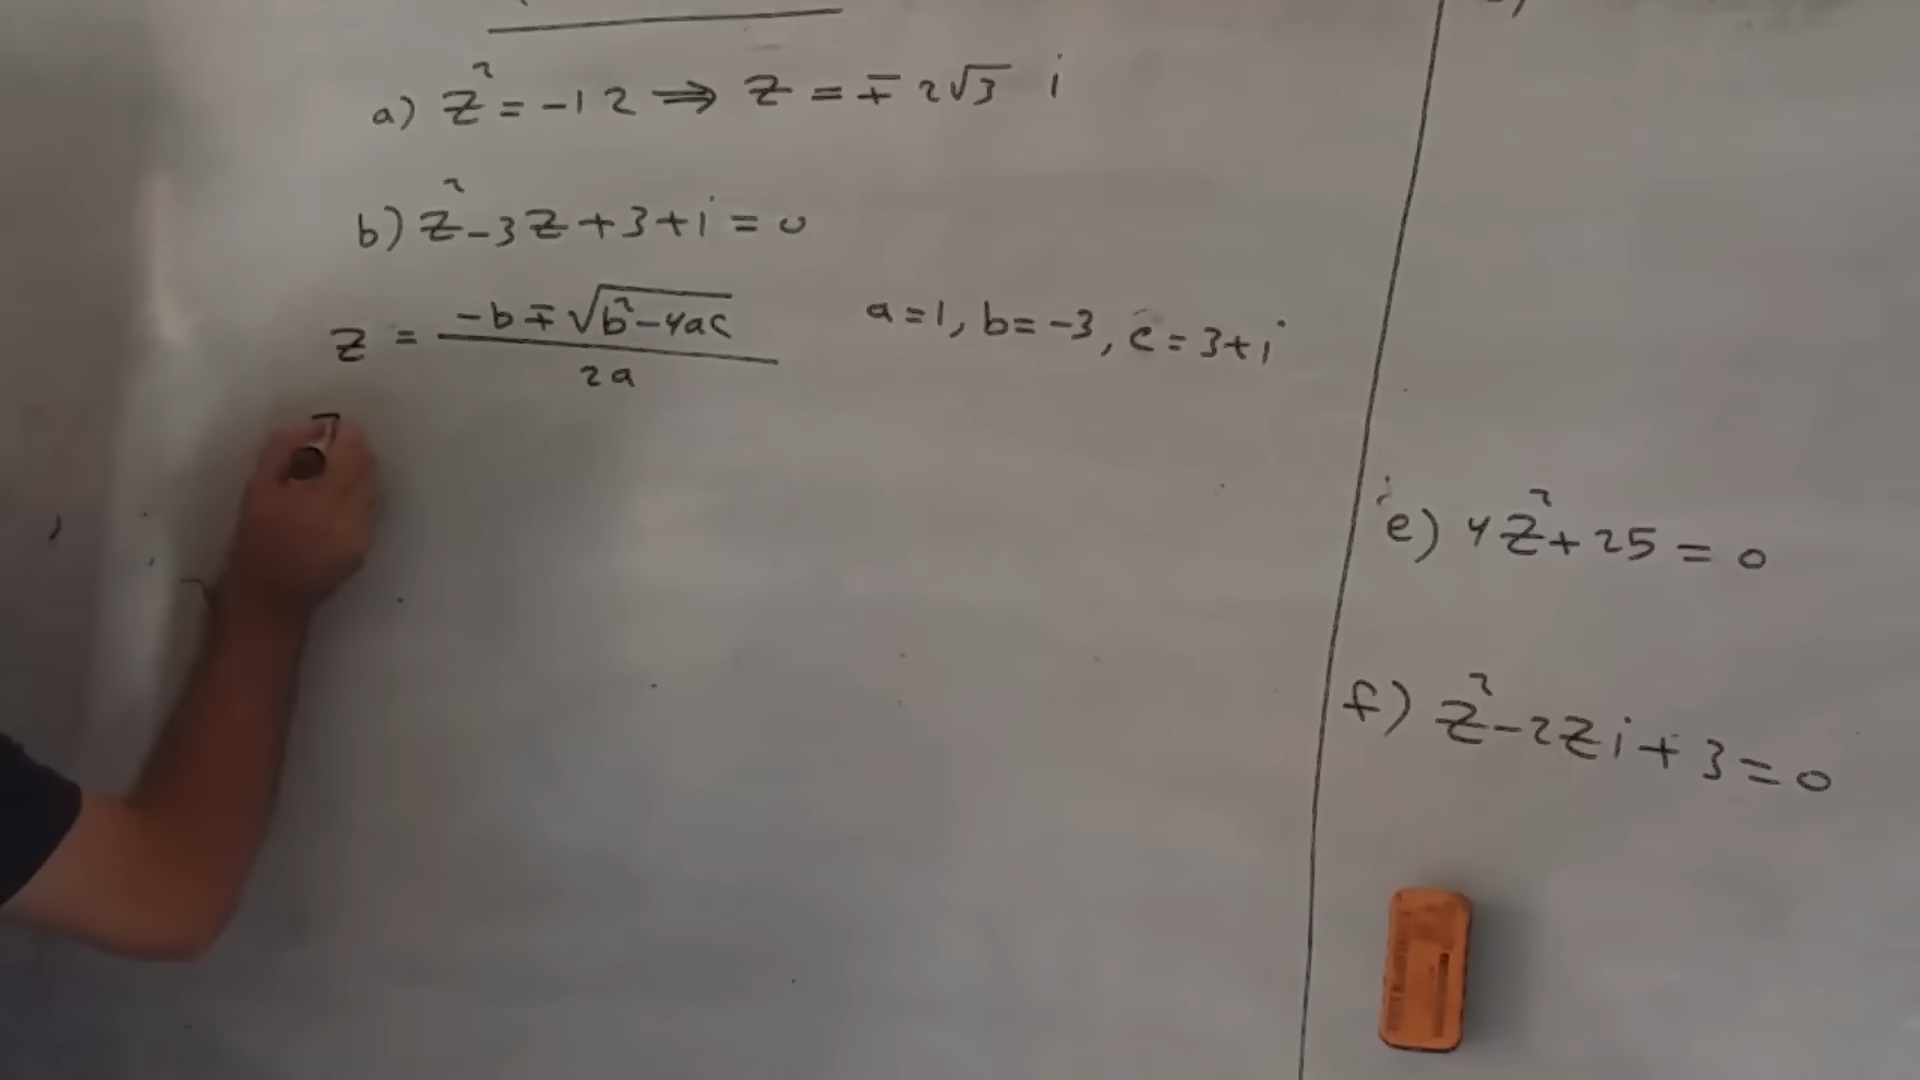 a) z² = -12 ⇒ z = ∓ 2√3 i
b) z² - 3z + 3 + i = 0
z = (-b ∓ √(b² - 4ac)) / 2a    a = 1, b = -3, c = 3 + i
e) 4z² + 25 = 0
f) z² - 2zi + 3 = 0